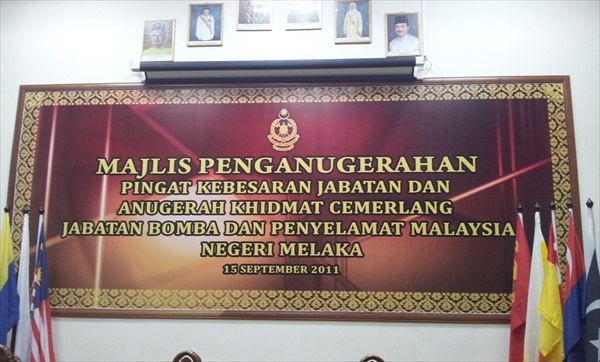 MAJLIS PENGANUGERAHAN
PINGAT KEBESARAN JABATAN DAN
ANUGERAH KHIDMAT CEMERLANG
JABATAN BOMBA DAN PENYELAMAT MALAYSIA
NEGERI MELAKA
15 SEPTEMBER 2011